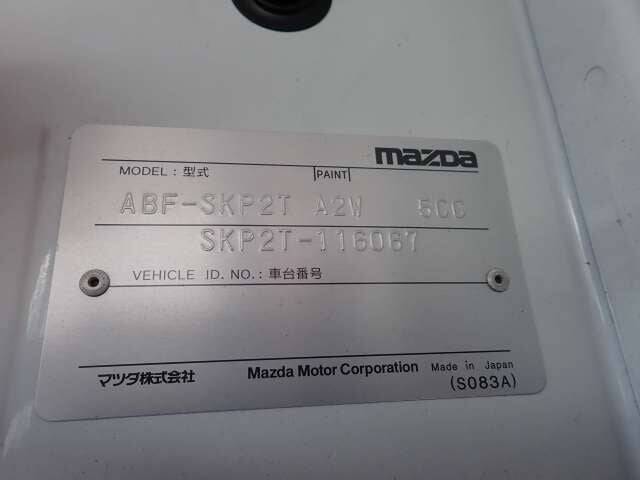 mazda
MODEL : 型式 PAINT
ABF-SKP2T A2W 5CC
SKP2T-116067
VEHICLE ID. NO. : 車台番号
マツダ株式会社 Mazda Motor Corporation Made in Japan
(S083A)